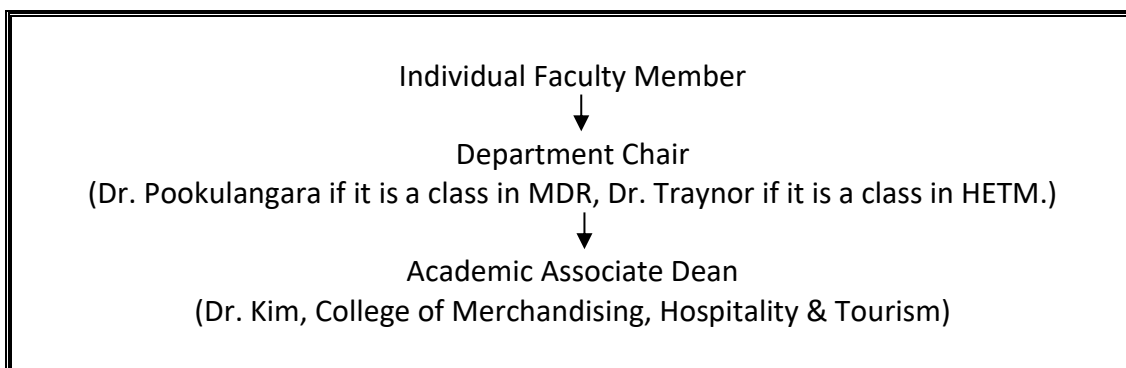 Individual Faculty Member
Department Chair
(Dr. Pookulangara if it is a class in MDR, Dr. Traynor if it is a class in HETM.)
Academic Associate Dean
(Dr. Kim, College of Merchandising, Hospitality & Tourism)